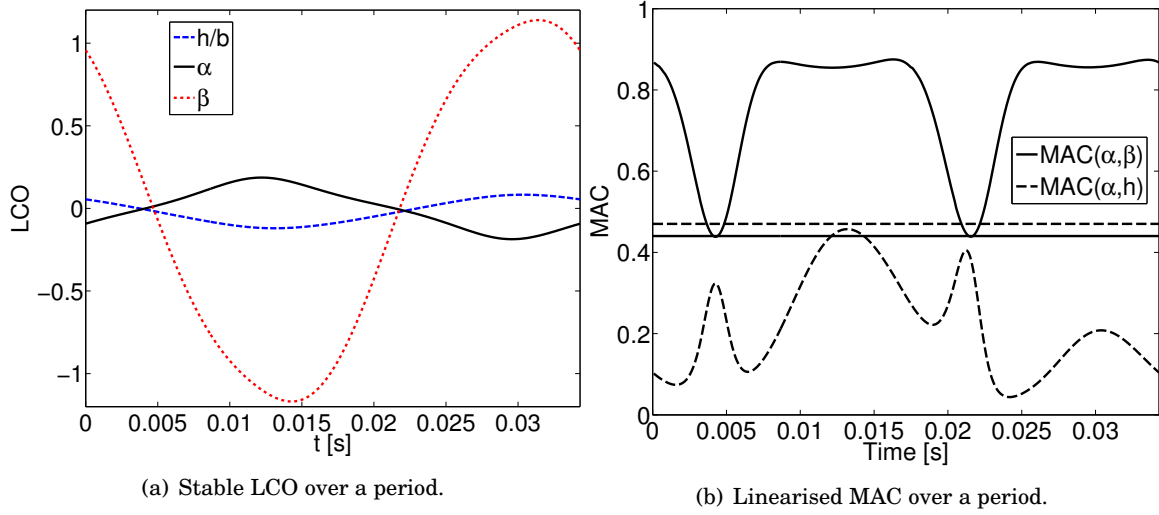 h/b
α
β
LCO
1
0.5
0
−0.5
−1
0 0.005 0.01 0.015 0.02 0.025 0.03
t [s]
(a) Stable LCO over a period.
MAC(α,β)
MAC(α,h)
MAC
1
0.8
0.6
0.4
0.2
0
0 0.005 0.01 0.015 0.02 0.025 0.03
Time [s]
(b) Linearised MAC over a period.